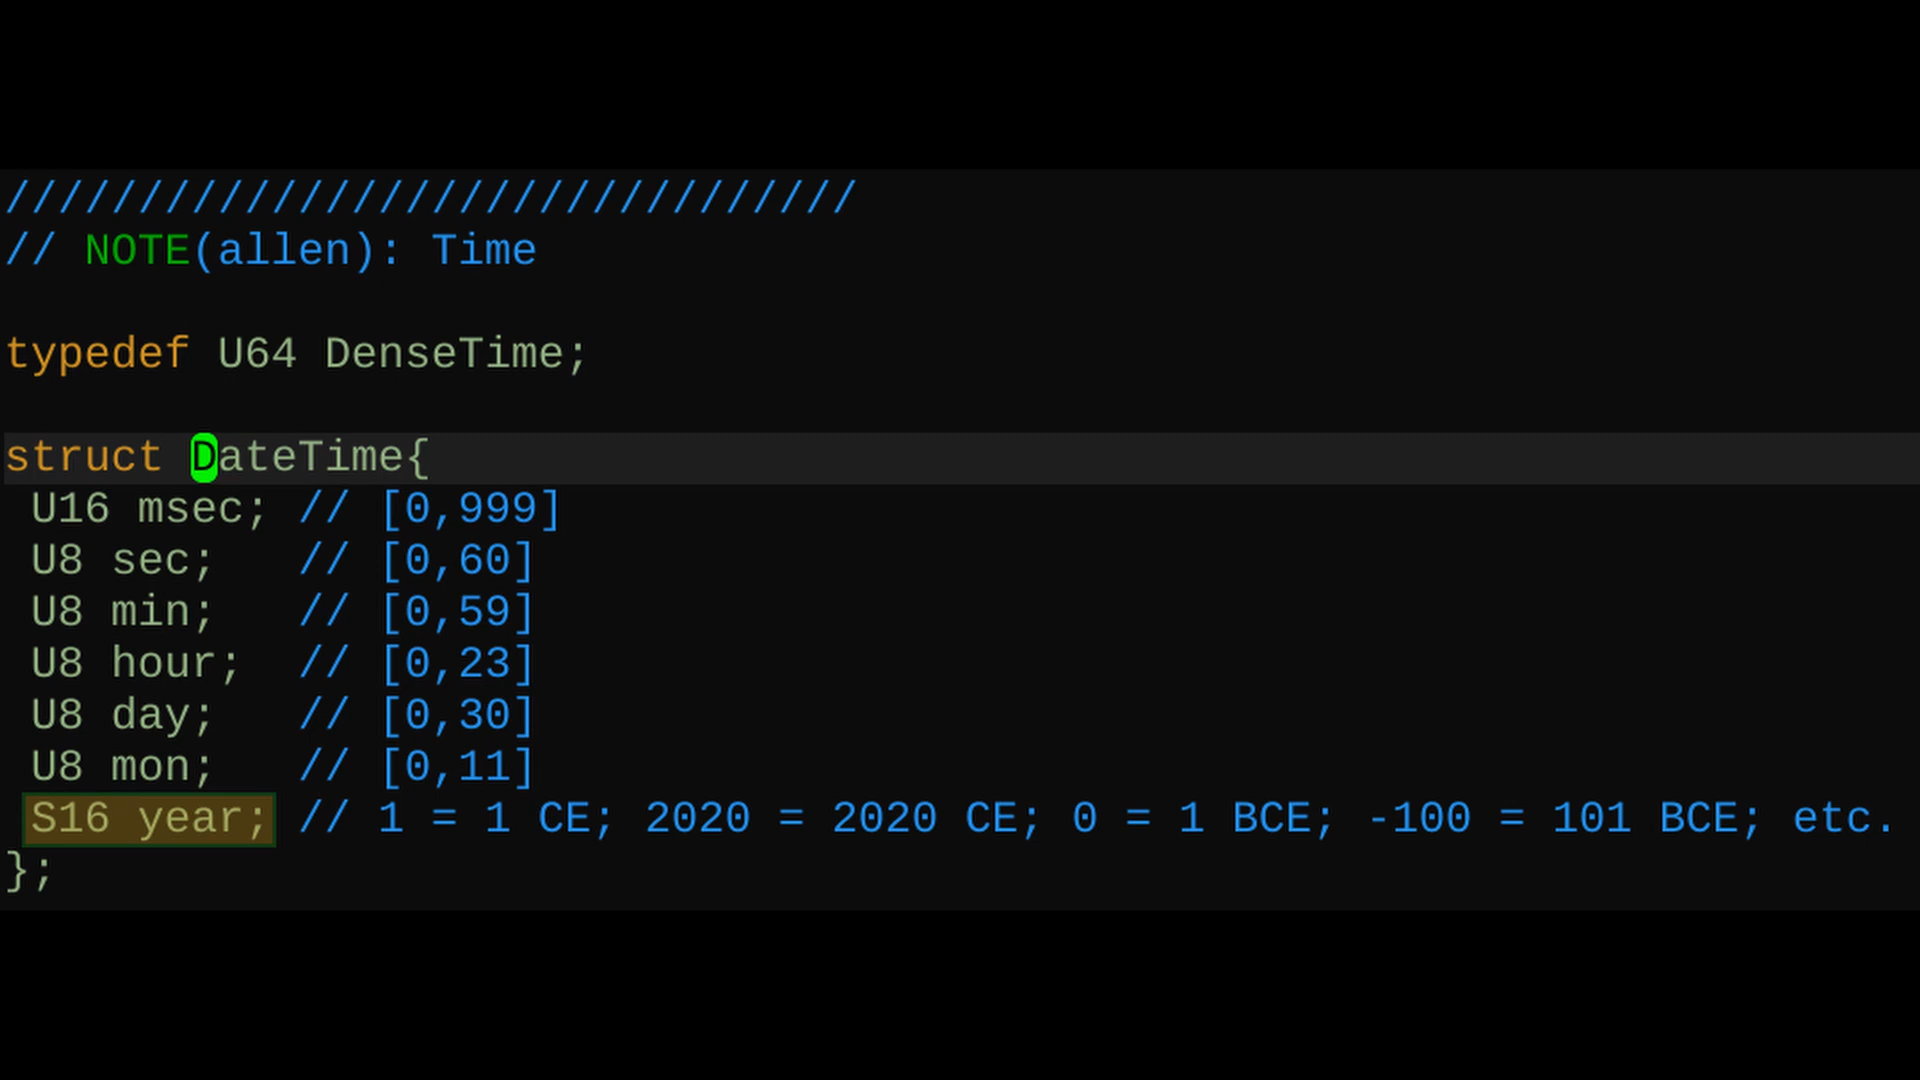 ////////////////////////////////
// NOTE(allen): Time
typedef U64 DenseTime;
struct DateTime{
U16 msec; // [0,999]
U8 sec;   // [0,60]
U8 min;   // [0,59]
U8 hour;  // [0,23]
U8 day;   // [0,30]
U8 mon;   // [0,11]
S16 year; // 1 = 1 CE; 2020 = 2020 CE; 0 = 1 BCE; -100 = 101 BCE; etc.
};